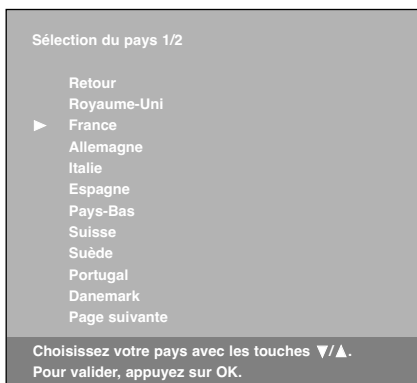 Sélection du pays 1/2
Retour
Royaume-Uni
▶ France
Allemagne
Italie
Espagne
Pays-Bas
Suisse
Suède
Portugal
Danemark
Page suivante
Choisissez votre pays avec les touches ▼/▲.
Pour valider, appuyez sur OK.